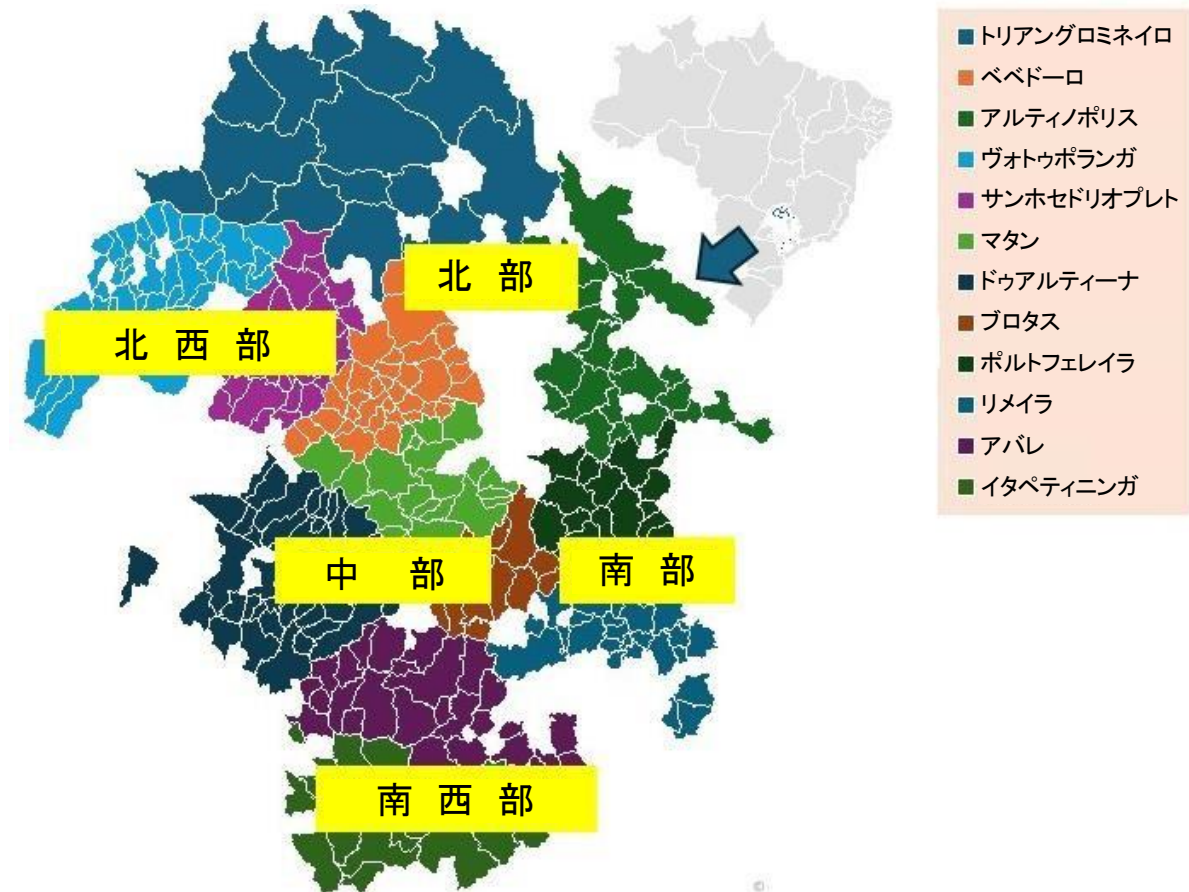 トリアングロミネイロ
ベベドーロ
アルティノポリス
ヴォトゥポランガ
サンホセドリオプレト
マタン
ドゥアルティーナ
ブロタス
ポルトフェレイラ
リメイラ
アバレ
イタペティニンガ
北 部
北 西 部
中 部
南 部
南 西 部